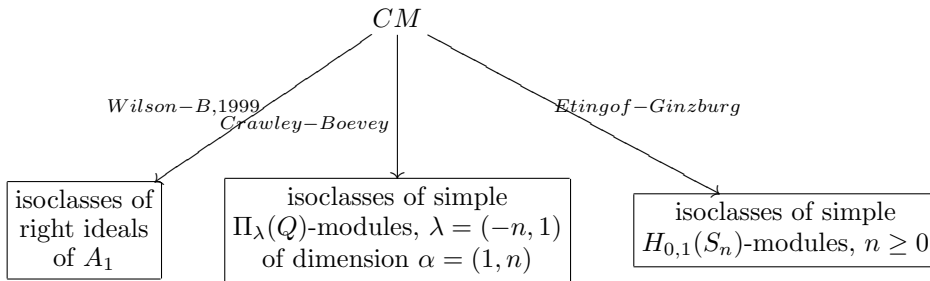 CM
Wilson−B,1999
Crawley−Boevey
Etingof−Ginzburg
isoclasses of
right ideals
of A₁
isoclasses of simple
Π_λ(Q)-modules, λ = (−n, 1)
of dimension α = (1, n)
isoclasses of simple
H₀,₁(Sₙ)-modules, n ≥ 0